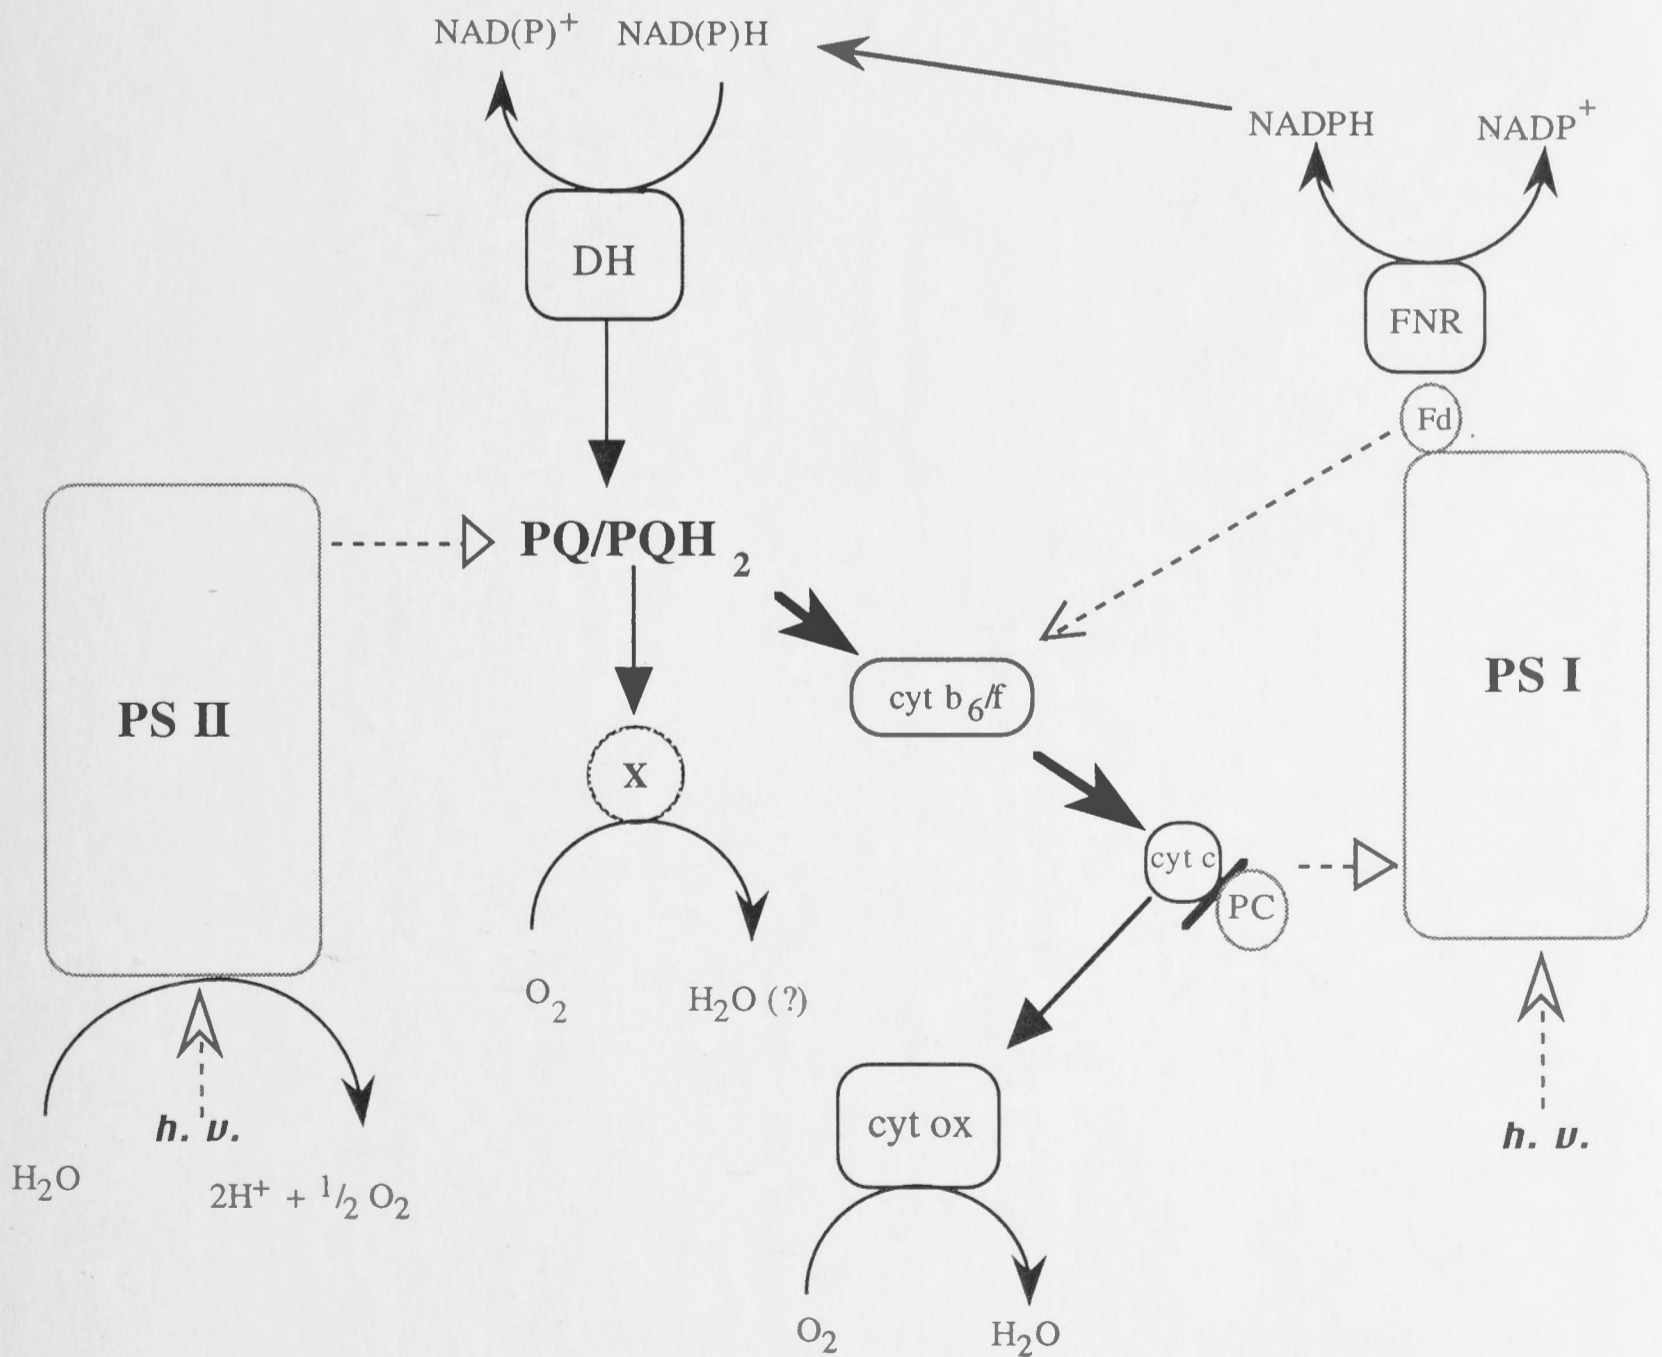 NAD(P)+ NAD(P)H
NADPH NADP+
DH
FNR
Fd
PQ/PQH2
PS II
PS I
cyt b6/f
X
cyt c
PC
O2 H2O (?)
cyt ox
h. ν.
h. ν.
H2O
2H+ + 1/2 O2
O2 H2O